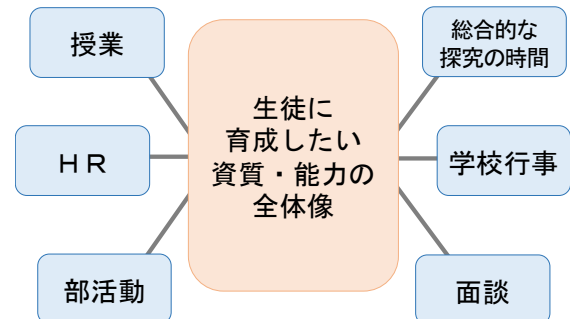 授業
ＨＲ
部活動
生徒に
育成したい
資質・能力の
全体像
総合的な
探究の時間
学校行事
面談